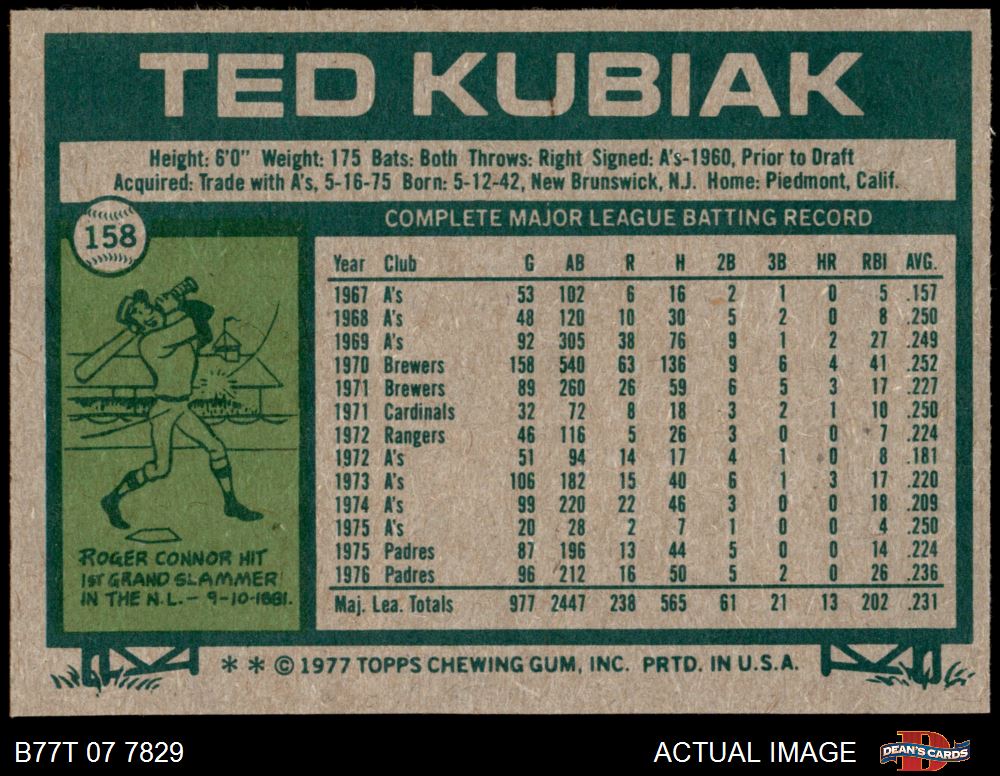 TED KUBIAK
Height: 6'0" Weight: 175 Bats: Both Throws: Right Signed: A's-1960, Prior to Draft
Acquired: Trade with A's, 5-16-75 Born: 5-12-42, New Brunswick, N.J. Home: Piedmont, Calif.
158
COMPLETE MAJOR LEAGUE BATTING RECORD
Year Club G AB R H 2B 3B HR RBI AVG.
1967 A's 53 102 6 16 2 1 0 5 .157
1968 A's 48 120 10 30 5 2 0 8 .250
1969 A's 92 305 38 76 9 1 2 27 .249
1970 Brewers 158 540 63 136 9 6 4 41 .252
1971 Brewers 89 260 26 59 6 5 3 17 .227
1971 Cardinals 32 72 8 18 3 2 1 10 .250
1972 Rangers 46 116 5 26 3 0 0 7 .224
1972 A's 51 94 14 17 4 1 0 8 .181
1973 A's 106 182 15 40 6 1 3 17 .220
1974 A's 99 220 22 46 3 0 0 18 .209
1975 A's 20 28 2 7 1 0 0 4 .250
1975 Padres 87 196 13 44 5 0 0 14 .224
1976 Padres 96 212 16 50 5 2 0 26 .236
Maj. Lea. Totals 977 2447 238 565 61 21 13 202 .231
ROGER CONNOR HIT
1ST GRAND SLAMMER
IN THE N.L. – 9-10-1881.
* * © 1977 TOPPS CHEWING GUM, INC. PRTD. IN U.S.A.
B77T 07 7829
ACTUAL IMAGE
DEAN'S CARDS